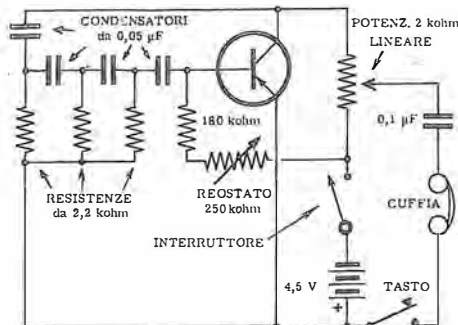 CONDENSATORI
da 0,05 µF
POTENZ. 2 kohm
LINEARE
180 kohm
0,1 µF
RESISTENZE
da 2,2 kohm
REOSTATO
250 kohm
CUFFIA
INTERRUTTORE
4,5 V
TASTO
+